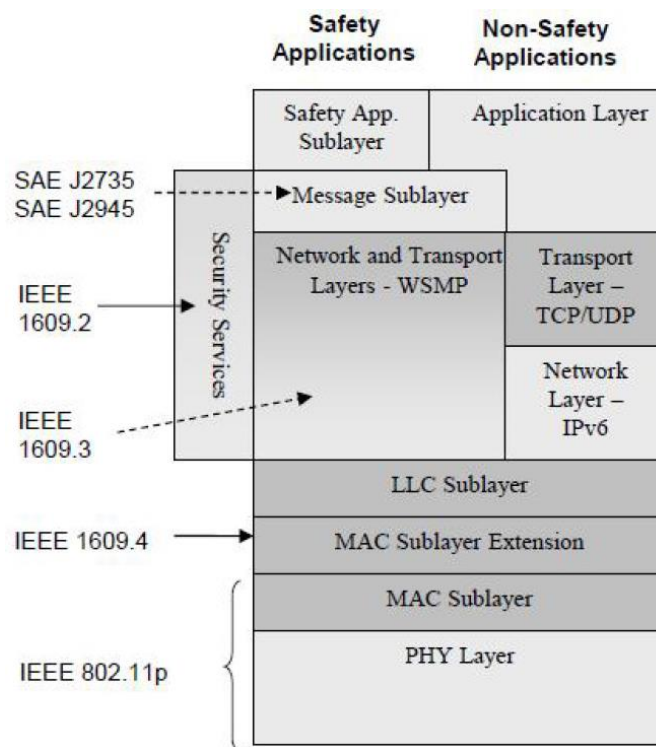 Safety
Applications
Non-Safety
Applications
Safety App.
Sublayer
Application Layer
SAE J2735
SAE J2945
Message Sublayer
Security Services
Network and Transport
Layers - WSMP
Transport
Layer –
TCP/UDP
IEEE
1609.2
Network
Layer –
IPv6
IEEE
1609.3
LLC Sublayer
IEEE 1609.4
MAC Sublayer Extension
MAC Sublayer
IEEE 802.11p
PHY Layer